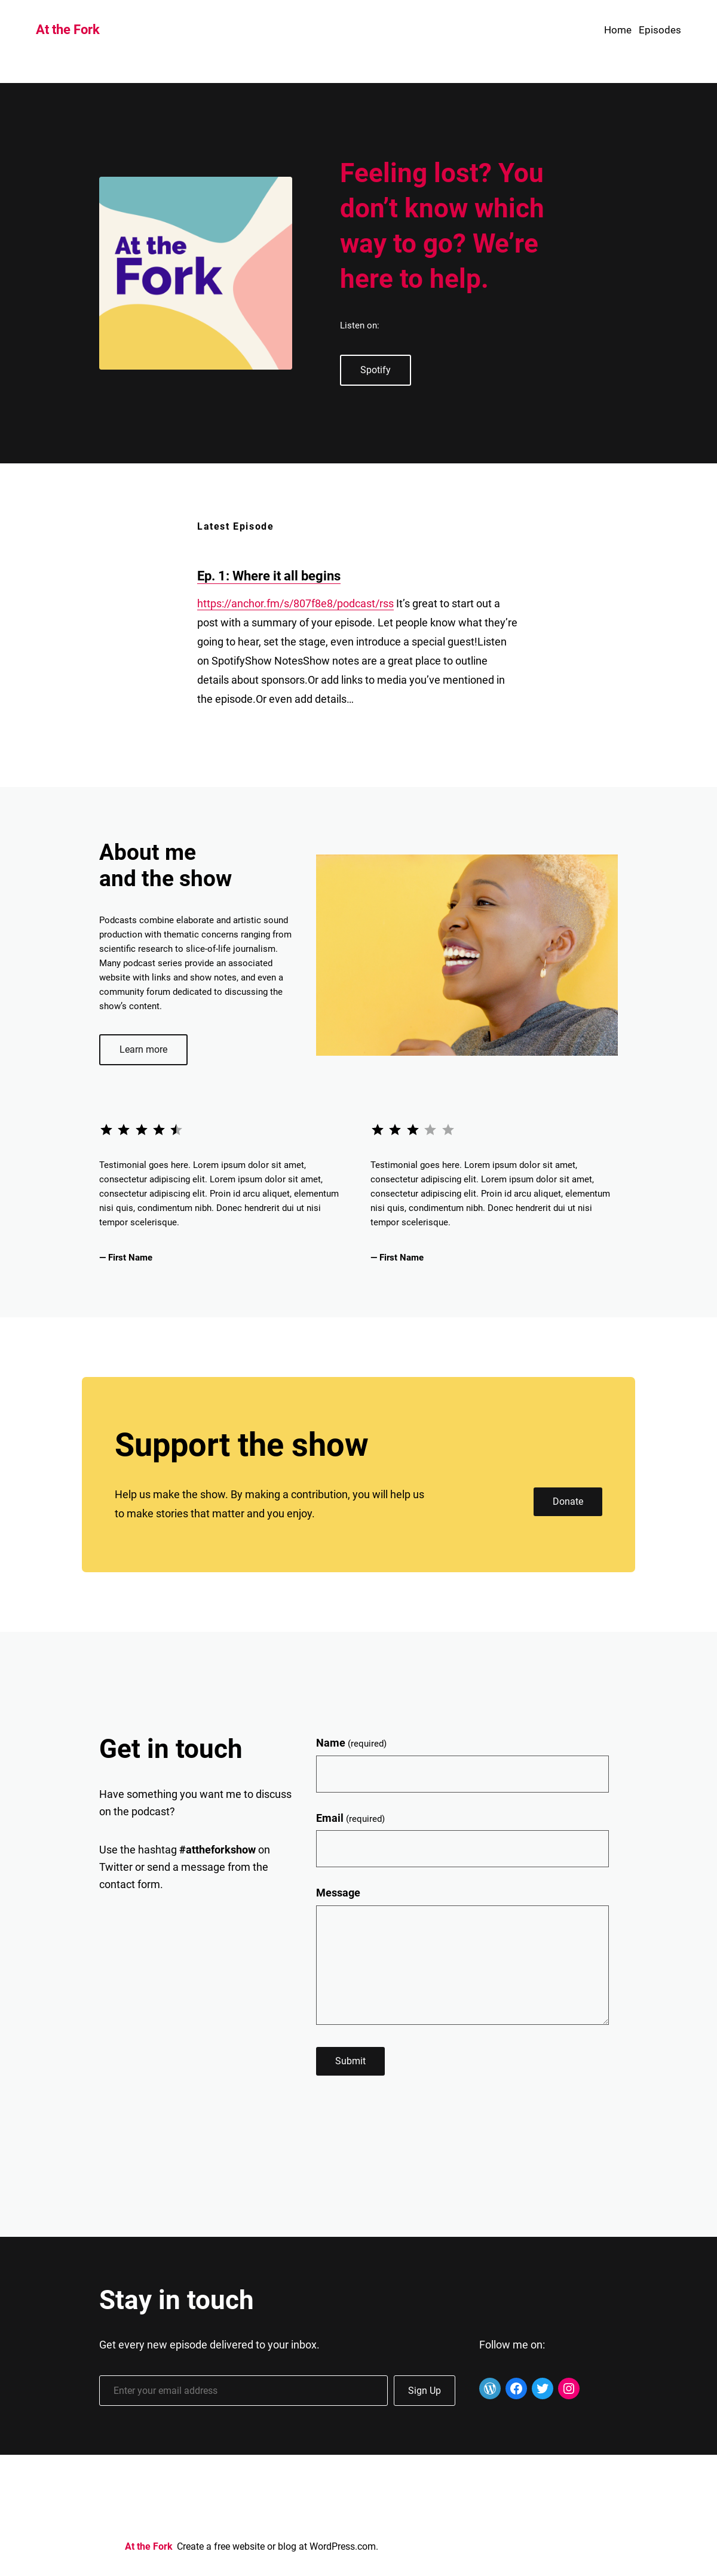 At the Fork
Home Episodes
At the
Fork
Feeling lost? You
don’t know which
way to go? We’re
here to help.
Listen on:
Spotify
Latest Episode
Ep. 1: Where it all begins
https://anchor.fm/s/807f8e8/podcast/rss It’s great to start out a
post with a summary of your episode. Let people know what they’re
going to hear, set the stage, even introduce a special guest!Listen
on SpotifyShow NotesShow notes are a great place to outline
details about sponsors.Or add links to media you’ve mentioned in
the episode.Or even add details…
About me
and the show
Podcasts combine elaborate and artistic sound
production with thematic concerns ranging from
scientific research to slice-of-life journalism.
Many podcast series provide an associated
website with links and show notes, and even a
community forum dedicated to discussing the
show’s content.
Learn more
Testimonial goes here. Lorem ipsum dolor sit amet,
consectetur adipiscing elit. Lorem ipsum dolor sit amet,
consectetur adipiscing elit. Proin id arcu aliquet, elementum
nisi quis, condimentum nibh. Donec hendrerit dui ut nisi
tempor scelerisque.
— First Name
Testimonial goes here. Lorem ipsum dolor sit amet,
consectetur adipiscing elit. Lorem ipsum dolor sit amet,
consectetur adipiscing elit. Proin id arcu aliquet, elementum
nisi quis, condimentum nibh. Donec hendrerit dui ut nisi
tempor scelerisque.
— First Name
Support the show
Help us make the show. By making a contribution, you will help us
to make stories that matter and you enjoy.
Donate
Get in touch
Have something you want me to discuss
on the podcast?
Use the hashtag #attheforkshow on
Twitter or send a message from the
contact form.
Name (required)
Email (required)
Message
Submit
Stay in touch
Get every new episode delivered to your inbox.
Enter your email address
Sign Up
Follow me on:
At the Fork Create a free website or blog at WordPress.com.